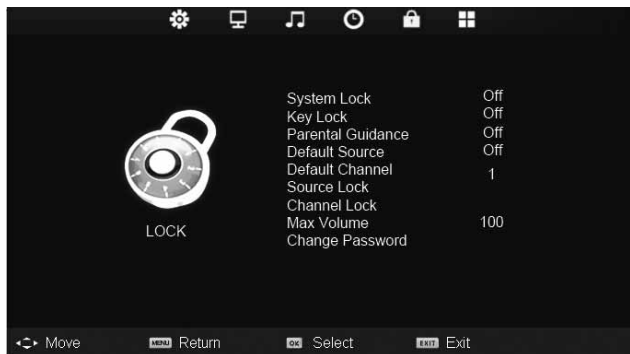 System Lock Off
Key Lock Off
Parental Guidance Off
Default Source Off
Default Channel 1
Source Lock
Channel Lock
Max Volume 100
Change Password
LOCK
Move MENU Return OK Select EXIT Exit